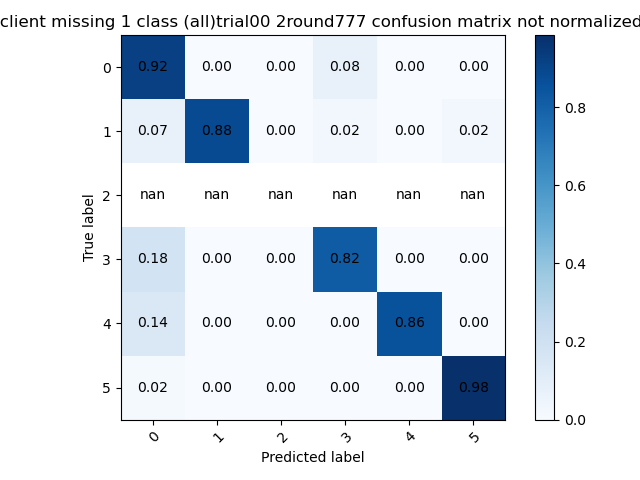 client missing 1 class (all)trial00 2round777 confusion matrix not normalized
0 0.92 0.00 0.00 0.08 0.00 0.00
1 0.07 0.88 0.00 0.02 0.00 0.02
2 nan nan nan nan nan nan
3 0.18 0.00 0.00 0.82 0.00 0.00
4 0.14 0.00 0.00 0.00 0.86 0.00
5 0.02 0.00 0.00 0.00 0.00 0.98
0 1 2 3 4 5
Predicted label
True label
0.8
0.6
0.4
0.2
0.0